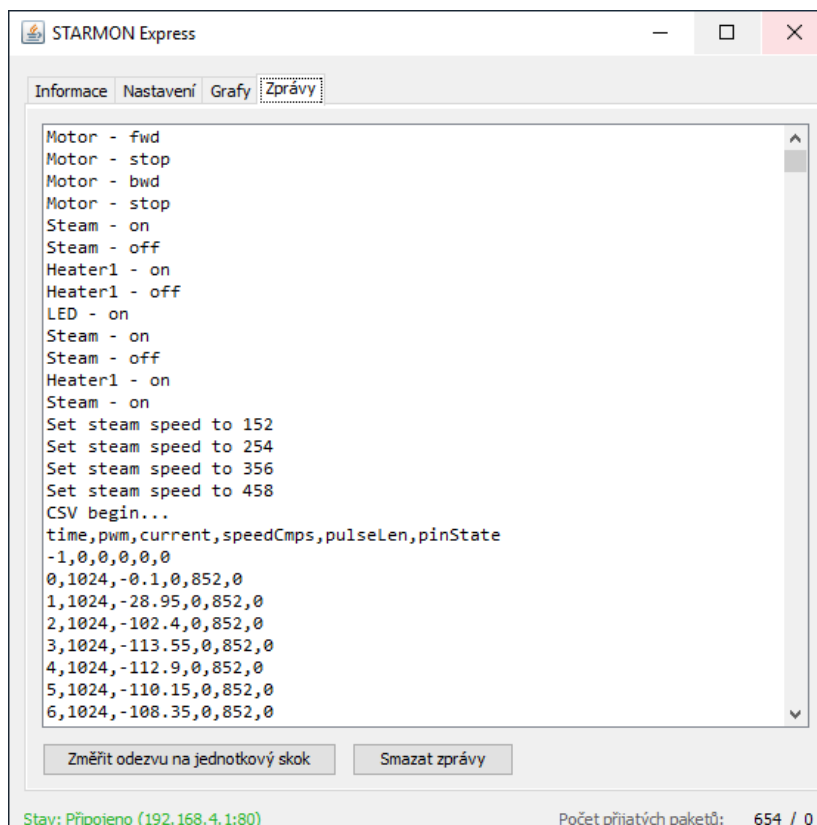 STARMON Express
Informace Nastavení Grafy Zprávy
Motor - fwd
Motor - stop
Motor - bwd
Motor - stop
Steam - on
Steam - off
Heater1 - on
Heater1 - off
LED - on
Steam - on
Steam - off
Heater1 - on
Steam - on
Set steam speed to 152
Set steam speed to 254
Set steam speed to 356
Set steam speed to 458
CSV begin...
time,pwm,current,speedCmps,pulseLen,pinState
-1,0,0,0,0,0
0,1024,-0.1,0,852,0
1,1024,-28.95,0,852,0
2,1024,-102.4,0,852,0
3,1024,-113.55,0,852,0
4,1024,-112.9,0,852,0
5,1024,-110.15,0,852,0
6,1024,-108.35,0,852,0
Změřit odezvu na jednotkový skok Smazat zprávy
Stav: Připojeno (192.168.4.1:80) Počet přijatých paketů: 654 / 0